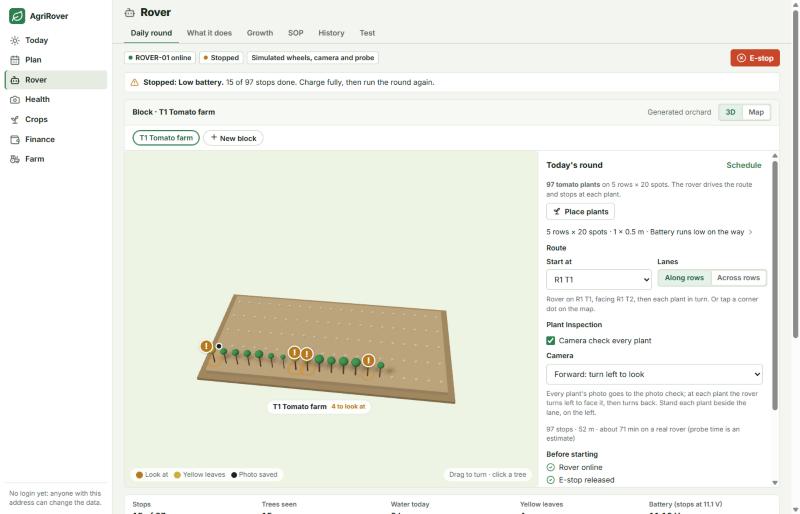 AgriRover
Today
Plan
Rover
Health
Crops
Finance
Farm
No login yet: anyone with this
address can change the data.
Rover
Daily round
What it does
Growth
SOP
History
Test
ROVER-01 online
Stopped
Simulated wheels, camera and probe
E-stop
Stopped: Low battery. 15 of 97 stops done. Charge fully, then run the round again.
Block · T1 Tomato farm
Generated orchard
3D
Map
T1 Tomato farm
+ New block
T1 Tomato farm 4 to look at
Look at
Yellow leaves
Photo saved
Drag to turn · click a tree
Today's round
Schedule
97 tomato plants on 5 rows × 20 spots. The rover drives the route
and stops at each plant.
Place plants
5 rows × 20 spots · 1 × 0.5 m · Battery runs low on the way >
Route
Start at
Lanes
R1 T1
Along rows
Across rows
Rover on R1 T1, facing R1 T2, then each plant in turn. Or tap a corner
dot on the map.
Plant Inspection
Camera check every plant
Camera
Forward: turn left to look
Every plant's photo goes to the photo check; at each plant the rover
turns left to face it, then turns back. Stand each plant beside the
lane, on the left.
97 stops · 52 m · about 71 min on a real rover (probe time is an
estimate)
Before starting
Rover online
E-stop released
Stops
Trees seen
Water today
Yellow leaves
Battery (stops at 11.1 V)